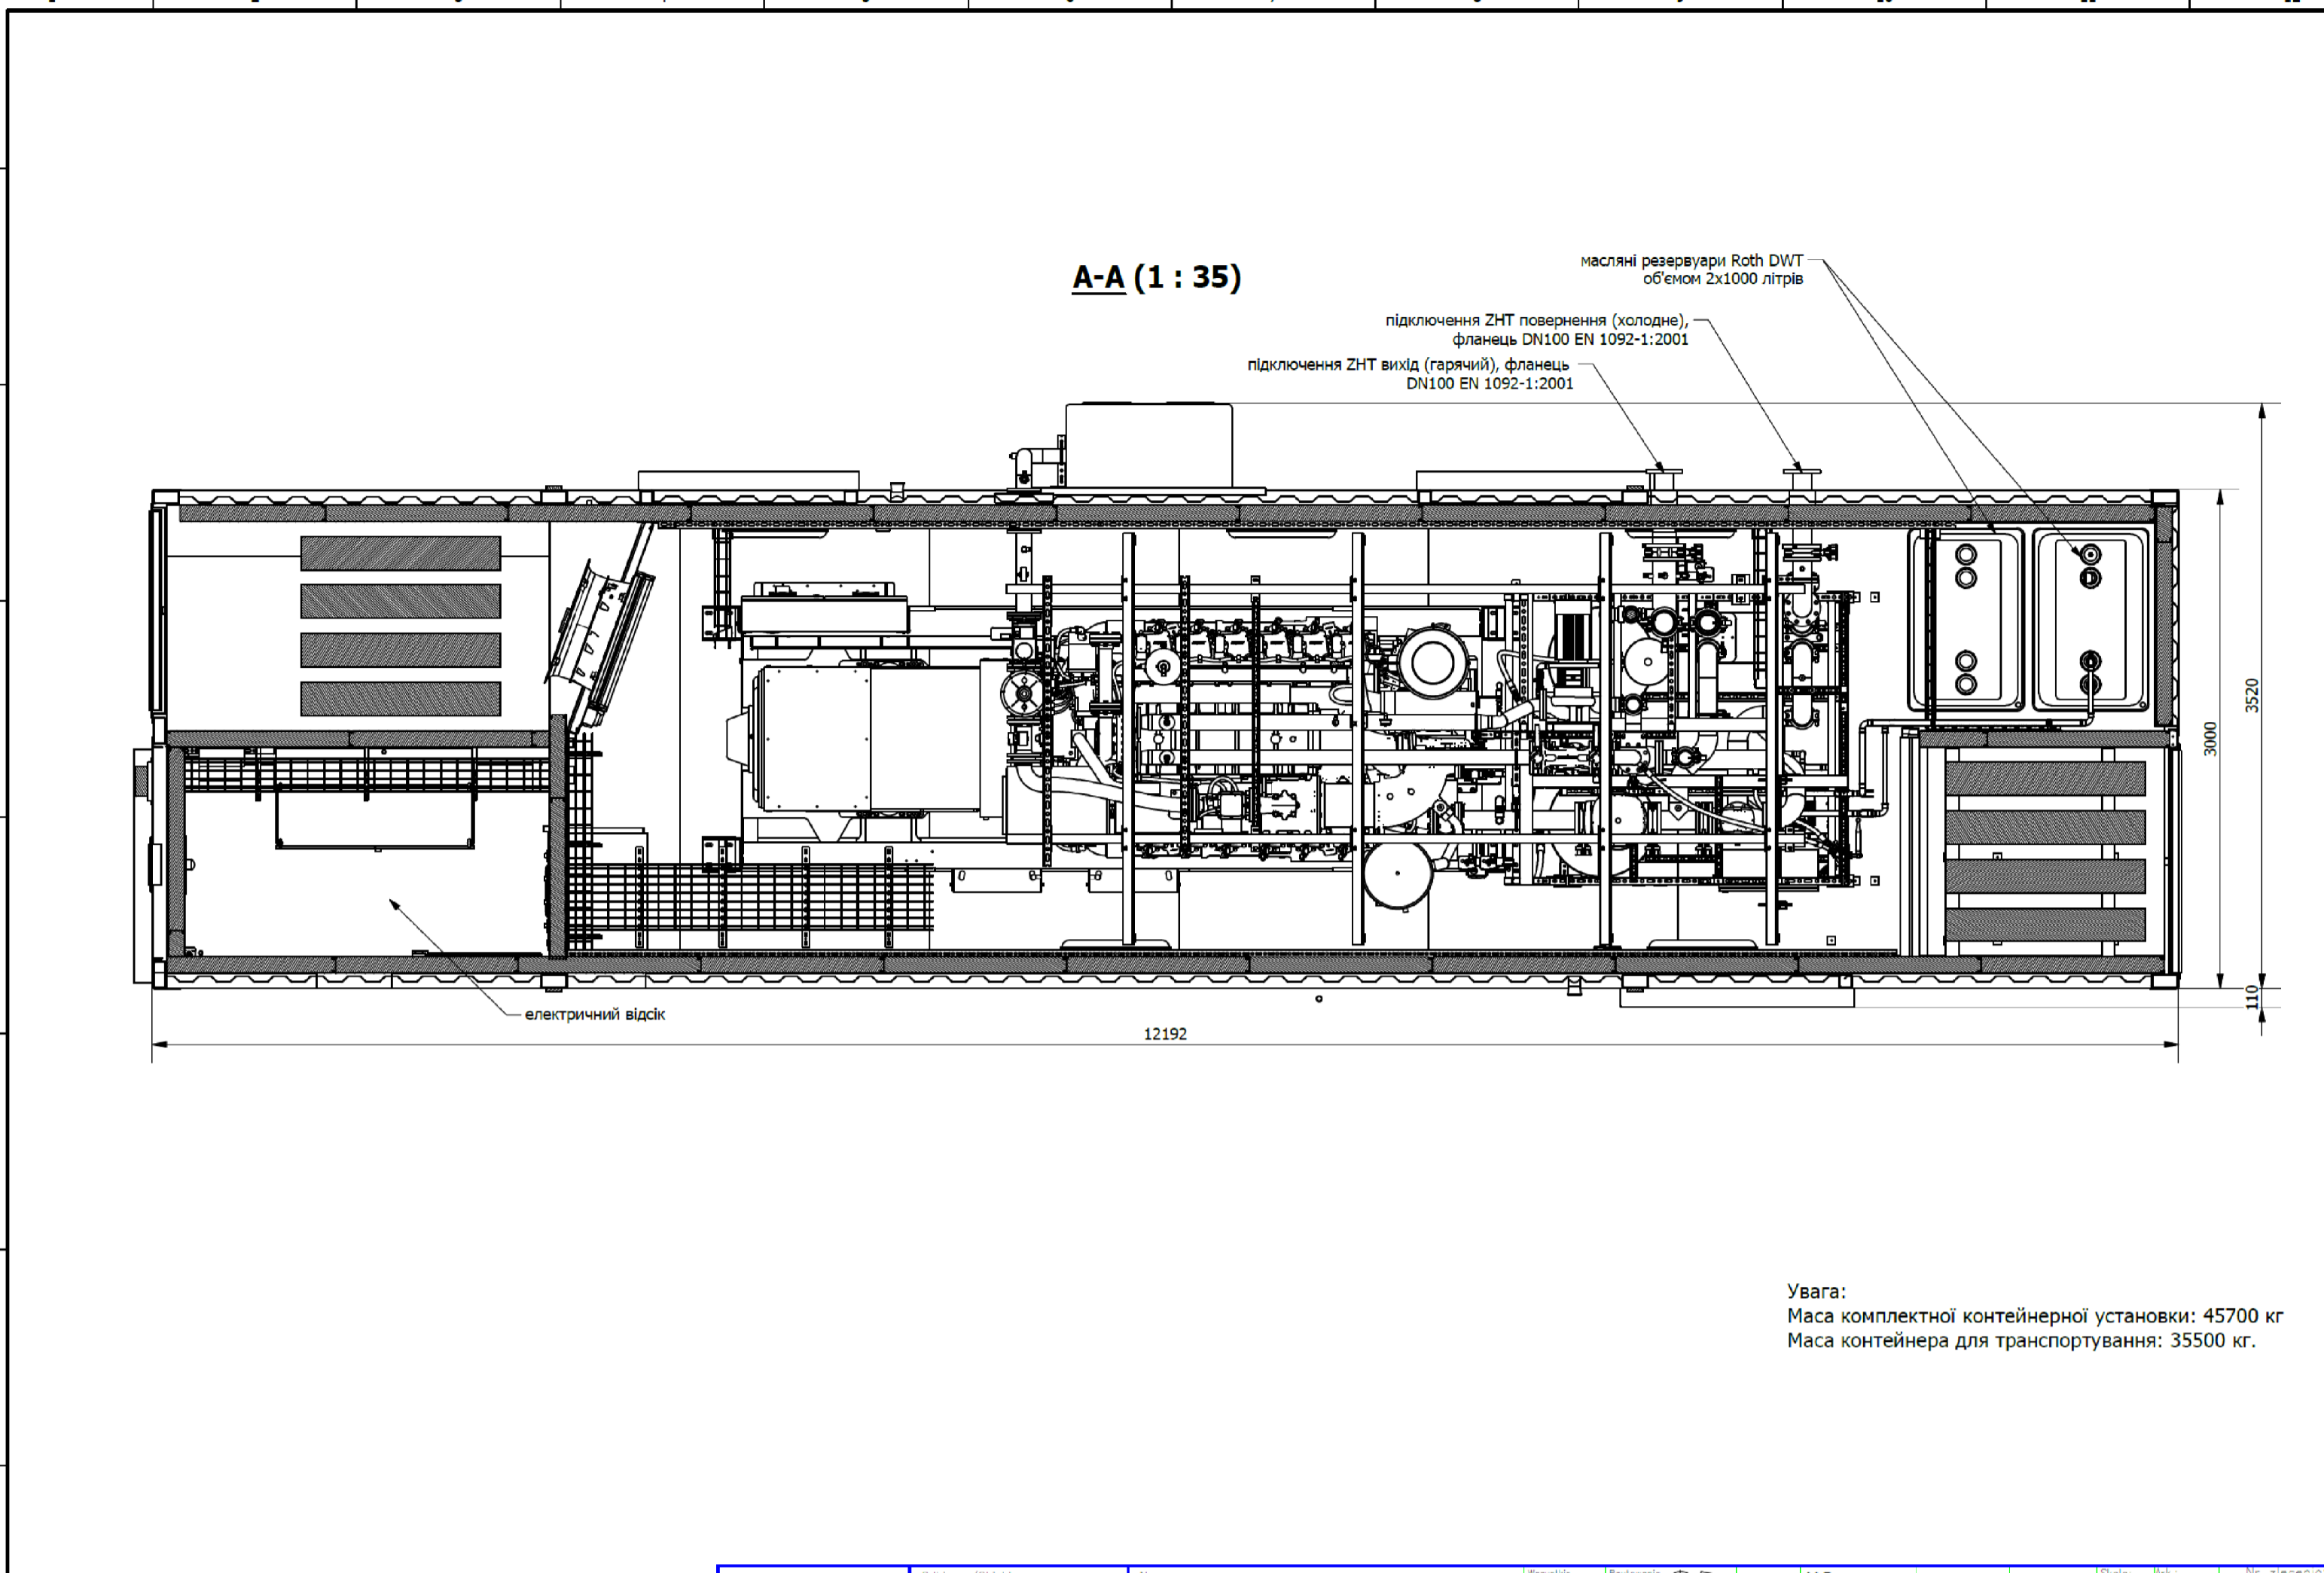 А-А (1 : 35)
масляні резервуари Roth DWT
об'ємом 2x1000 літрів
підключення ZHT повернення (холодне),
фланець DN100 EN 1092-1:2001
підключення ZHT вихід (гарячий), фланець
DN100 EN 1092-1:2001
3520
3000
110
електричний відсік
12192
Увага:
Маса комплектної контейнерної установки: 45700 кг
Маса контейнера для транспортування: 35500 кг.